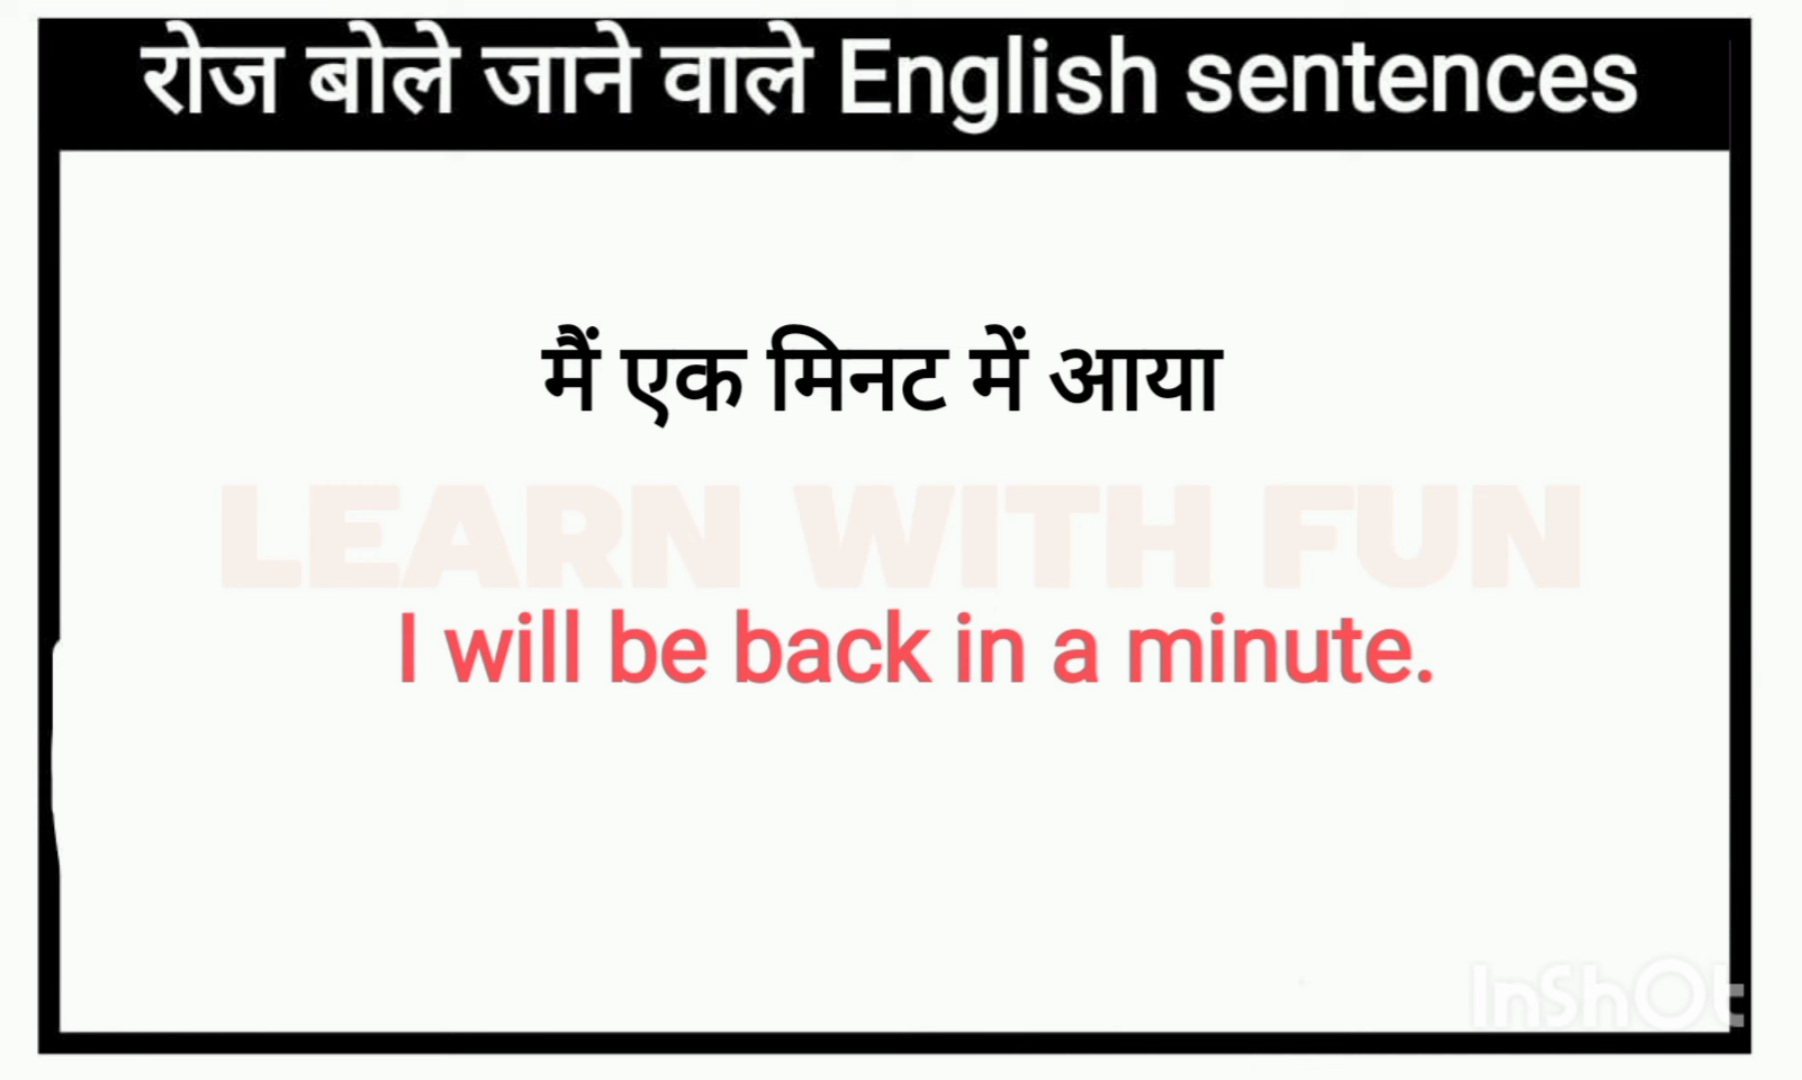 रोज बोले जाने वाले English sentences
मैं एक मिनट में आया
LEARN WITH FUN
I will be back in a minute.
InShOt